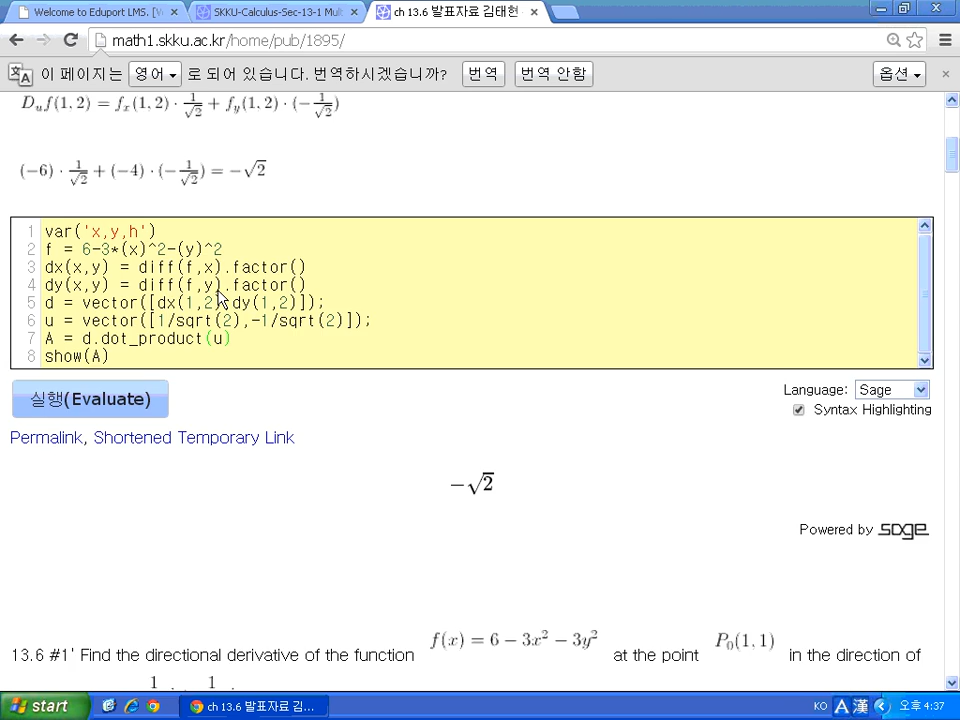 Welcome to Eduport LMS. [W
SKKU-Calculus-Sec-13-1 Mult
ch 13.6 발표자료 김태현
math1.skku.ac.kr/home/pub/1895/
이 페이지는 영어 로 되어 있습니다. 번역하시겠습니까? 번역 번역 안함 옵션
D_u f(1, 2) = f_x(1, 2) · 1/√2 + f_y(1, 2) · (−1/√2)
(−6) · 1/√2 + (−4) · (−1/√2) = −√2
1 var('x,y,h')
2 f = 6-3*(x)^2-(y)^2
3 dx(x,y) = diff(f,x).factor()
4 dy(x,y) = diff(f,y).factor()
5 d = vector([dx(1,2),dy(1,2)]);
6 u = vector([1/sqrt(2),-1/sqrt(2)]);
7 A = d.dot_product(u)
8 show(A)
실행(Evaluate)
Language: Sage
Syntax Highlighting
Permalink, Shortened Temporary Link
−√2
Powered by sage
13.6 #1' Find the directional derivative of the function f(x) = 6 − 3x² − 3y² at the point P₀(1, 1) in the direction of
1 1
start
ch 13.6 발표자료 김...
KO A 漢 오후 4:37